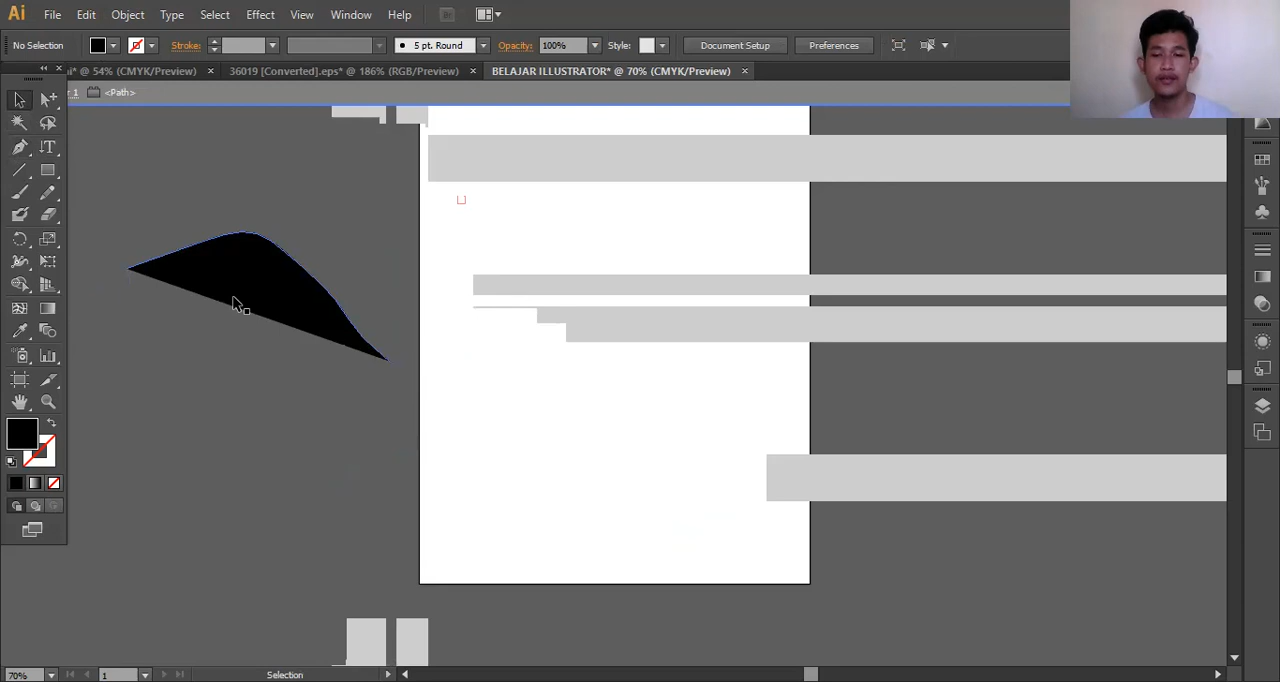 Ai File Edit Object Type Select Effect View Window Help
No Selection Stroke: 5 pt. Round Opacity: 100% Style: Document Setup Preferences
ai* @ 54% (CMYK/Preview) × 36019 [Converted].eps* @ 186% (RGB/Preview) × BELAJAR ILLUSTRATOR* @ 70% (CMYK/Preview) ×
r 1 <Path>
70% 1 Selection